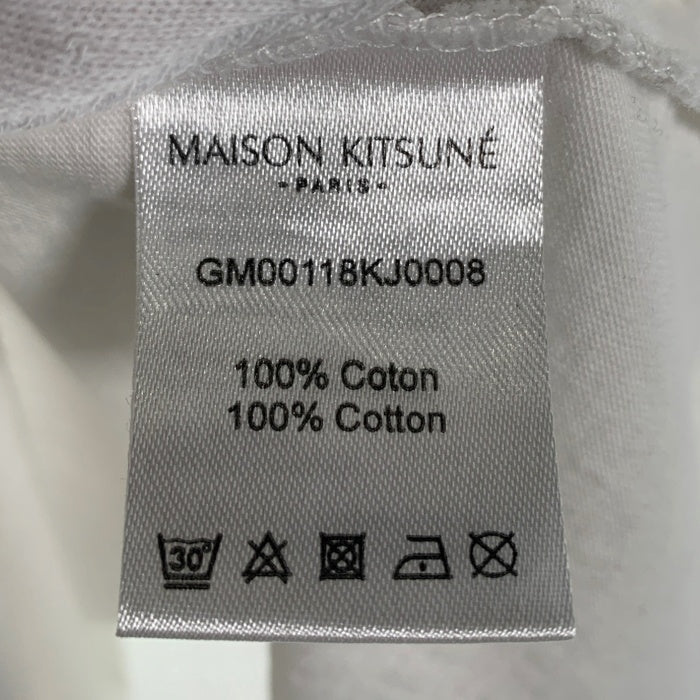 MAISON KITSUNÉ
-PARIS-
GM00118KJ0008
100% Coton
100% Cotton
30°